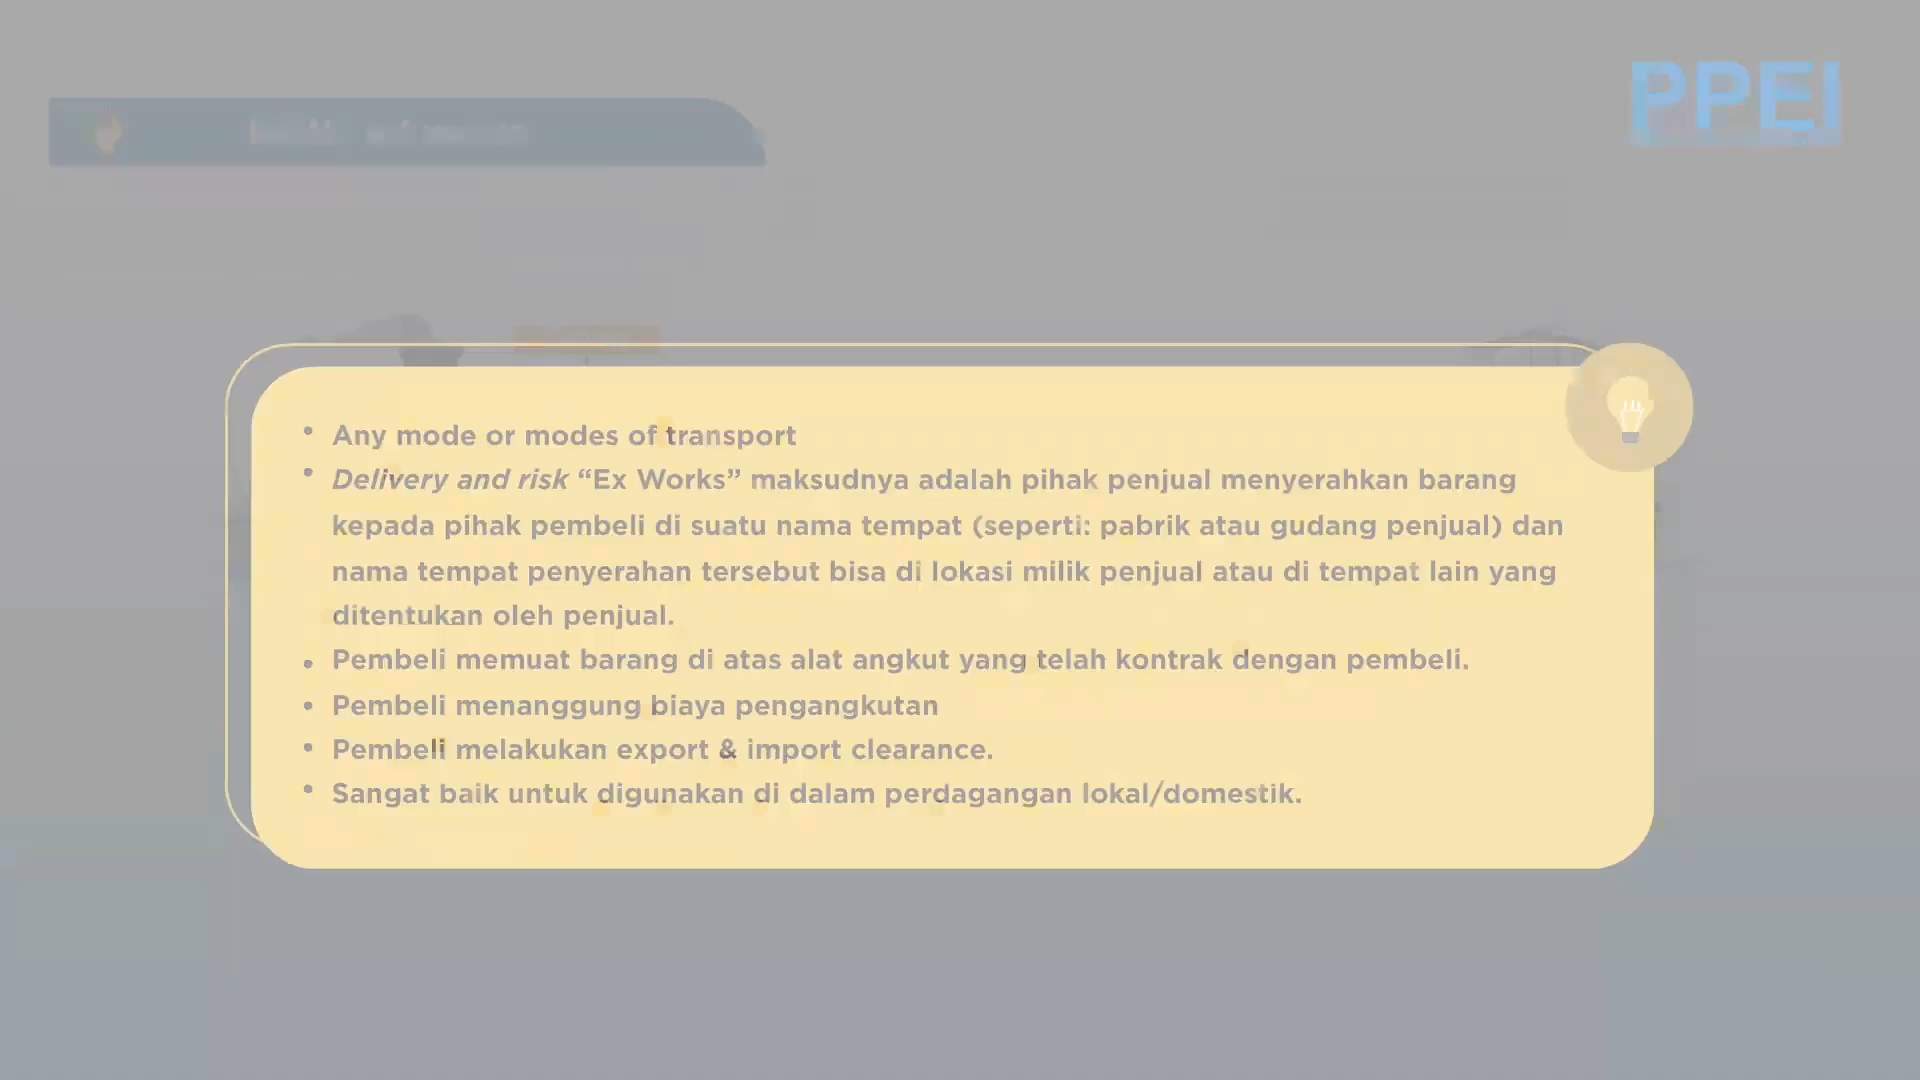 PPEI
• Any mode or modes of transport
• Delivery and risk “Ex Works” maksudnya adalah pihak penjual menyerahkan barang
kepada pihak pembeli di suatu nama tempat (seperti: pabrik atau gudang penjual) dan
nama tempat penyerahan tersebut bisa di lokasi milik penjual atau di tempat lain yang
ditentukan oleh penjual.
• Pembeli memuat barang di atas alat angkut yang telah kontrak dengan pembeli.
• Pembeli menanggung biaya pengangkutan
• Pembeli melakukan export & import clearance.
• Sangat baik untuk digunakan di dalam perdagangan lokal/domestik.